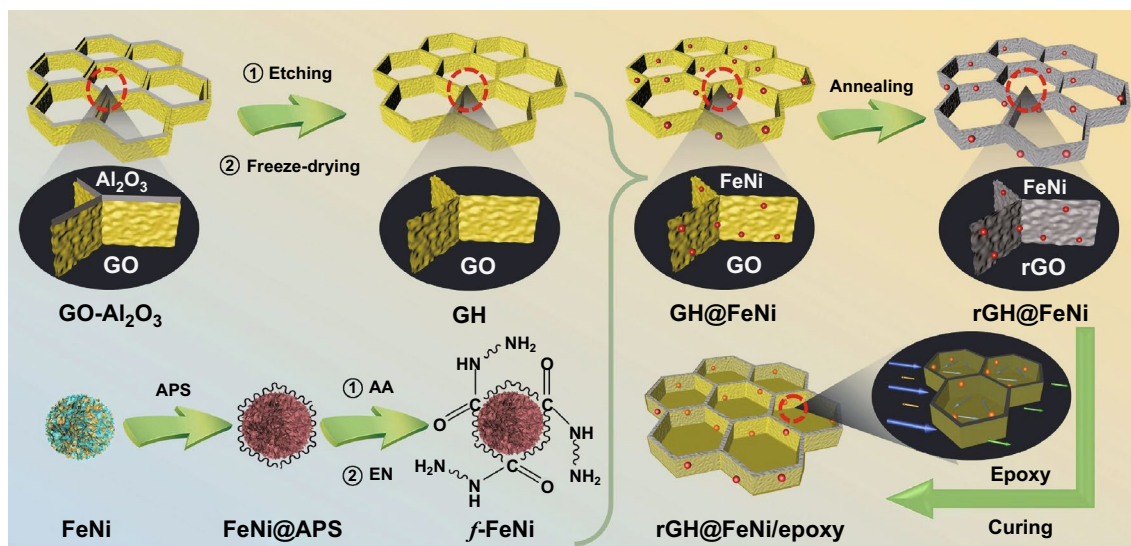 ① Etching
② Freeze-drying
Al₂O₃
GO
GO-Al₂O₃
GO
GH
FeNi
GO
GH@FeNi
Annealing
FeNi
rGO
rGH@FeNi
FeNi
APS
FeNi@APS
① AA
② EN
NH₂
HN
O
C
O
C
HN
NH₂
H₂N
N
H
C
O
f-FeNi
rGH@FeNi/epoxy
Epoxy
Curing